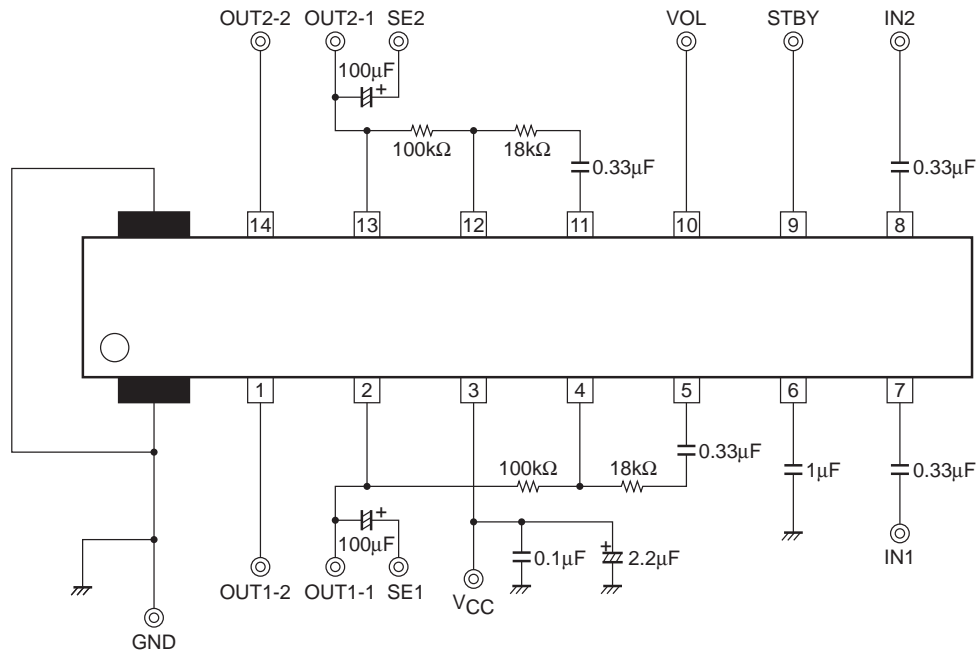 OUT2-2 OUT2-1 SE2 VOL STBY IN2
100μF
+
100kΩ 18kΩ 0.33μF 0.33μF
14 13 12 11 10 9 8
1 2 3 4 5 6 7
0.33μF
100kΩ 18kΩ 1μF 0.33μF
+
100μF 0.1μF + 2.2μF
IN1
OUT1-2 OUT1-1 SE1 VCC
GND